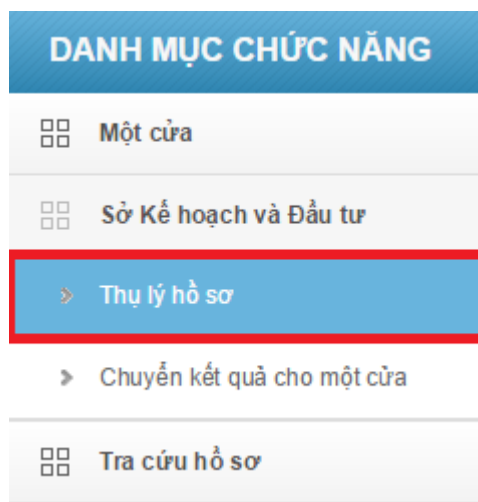 DANH MỤC CHỨC NĂNG
Một cửa
Sở Kế hoạch và Đầu tư
Thụ lý hồ sơ
Chuyển kết quả cho một cửa
Tra cứu hồ sơ